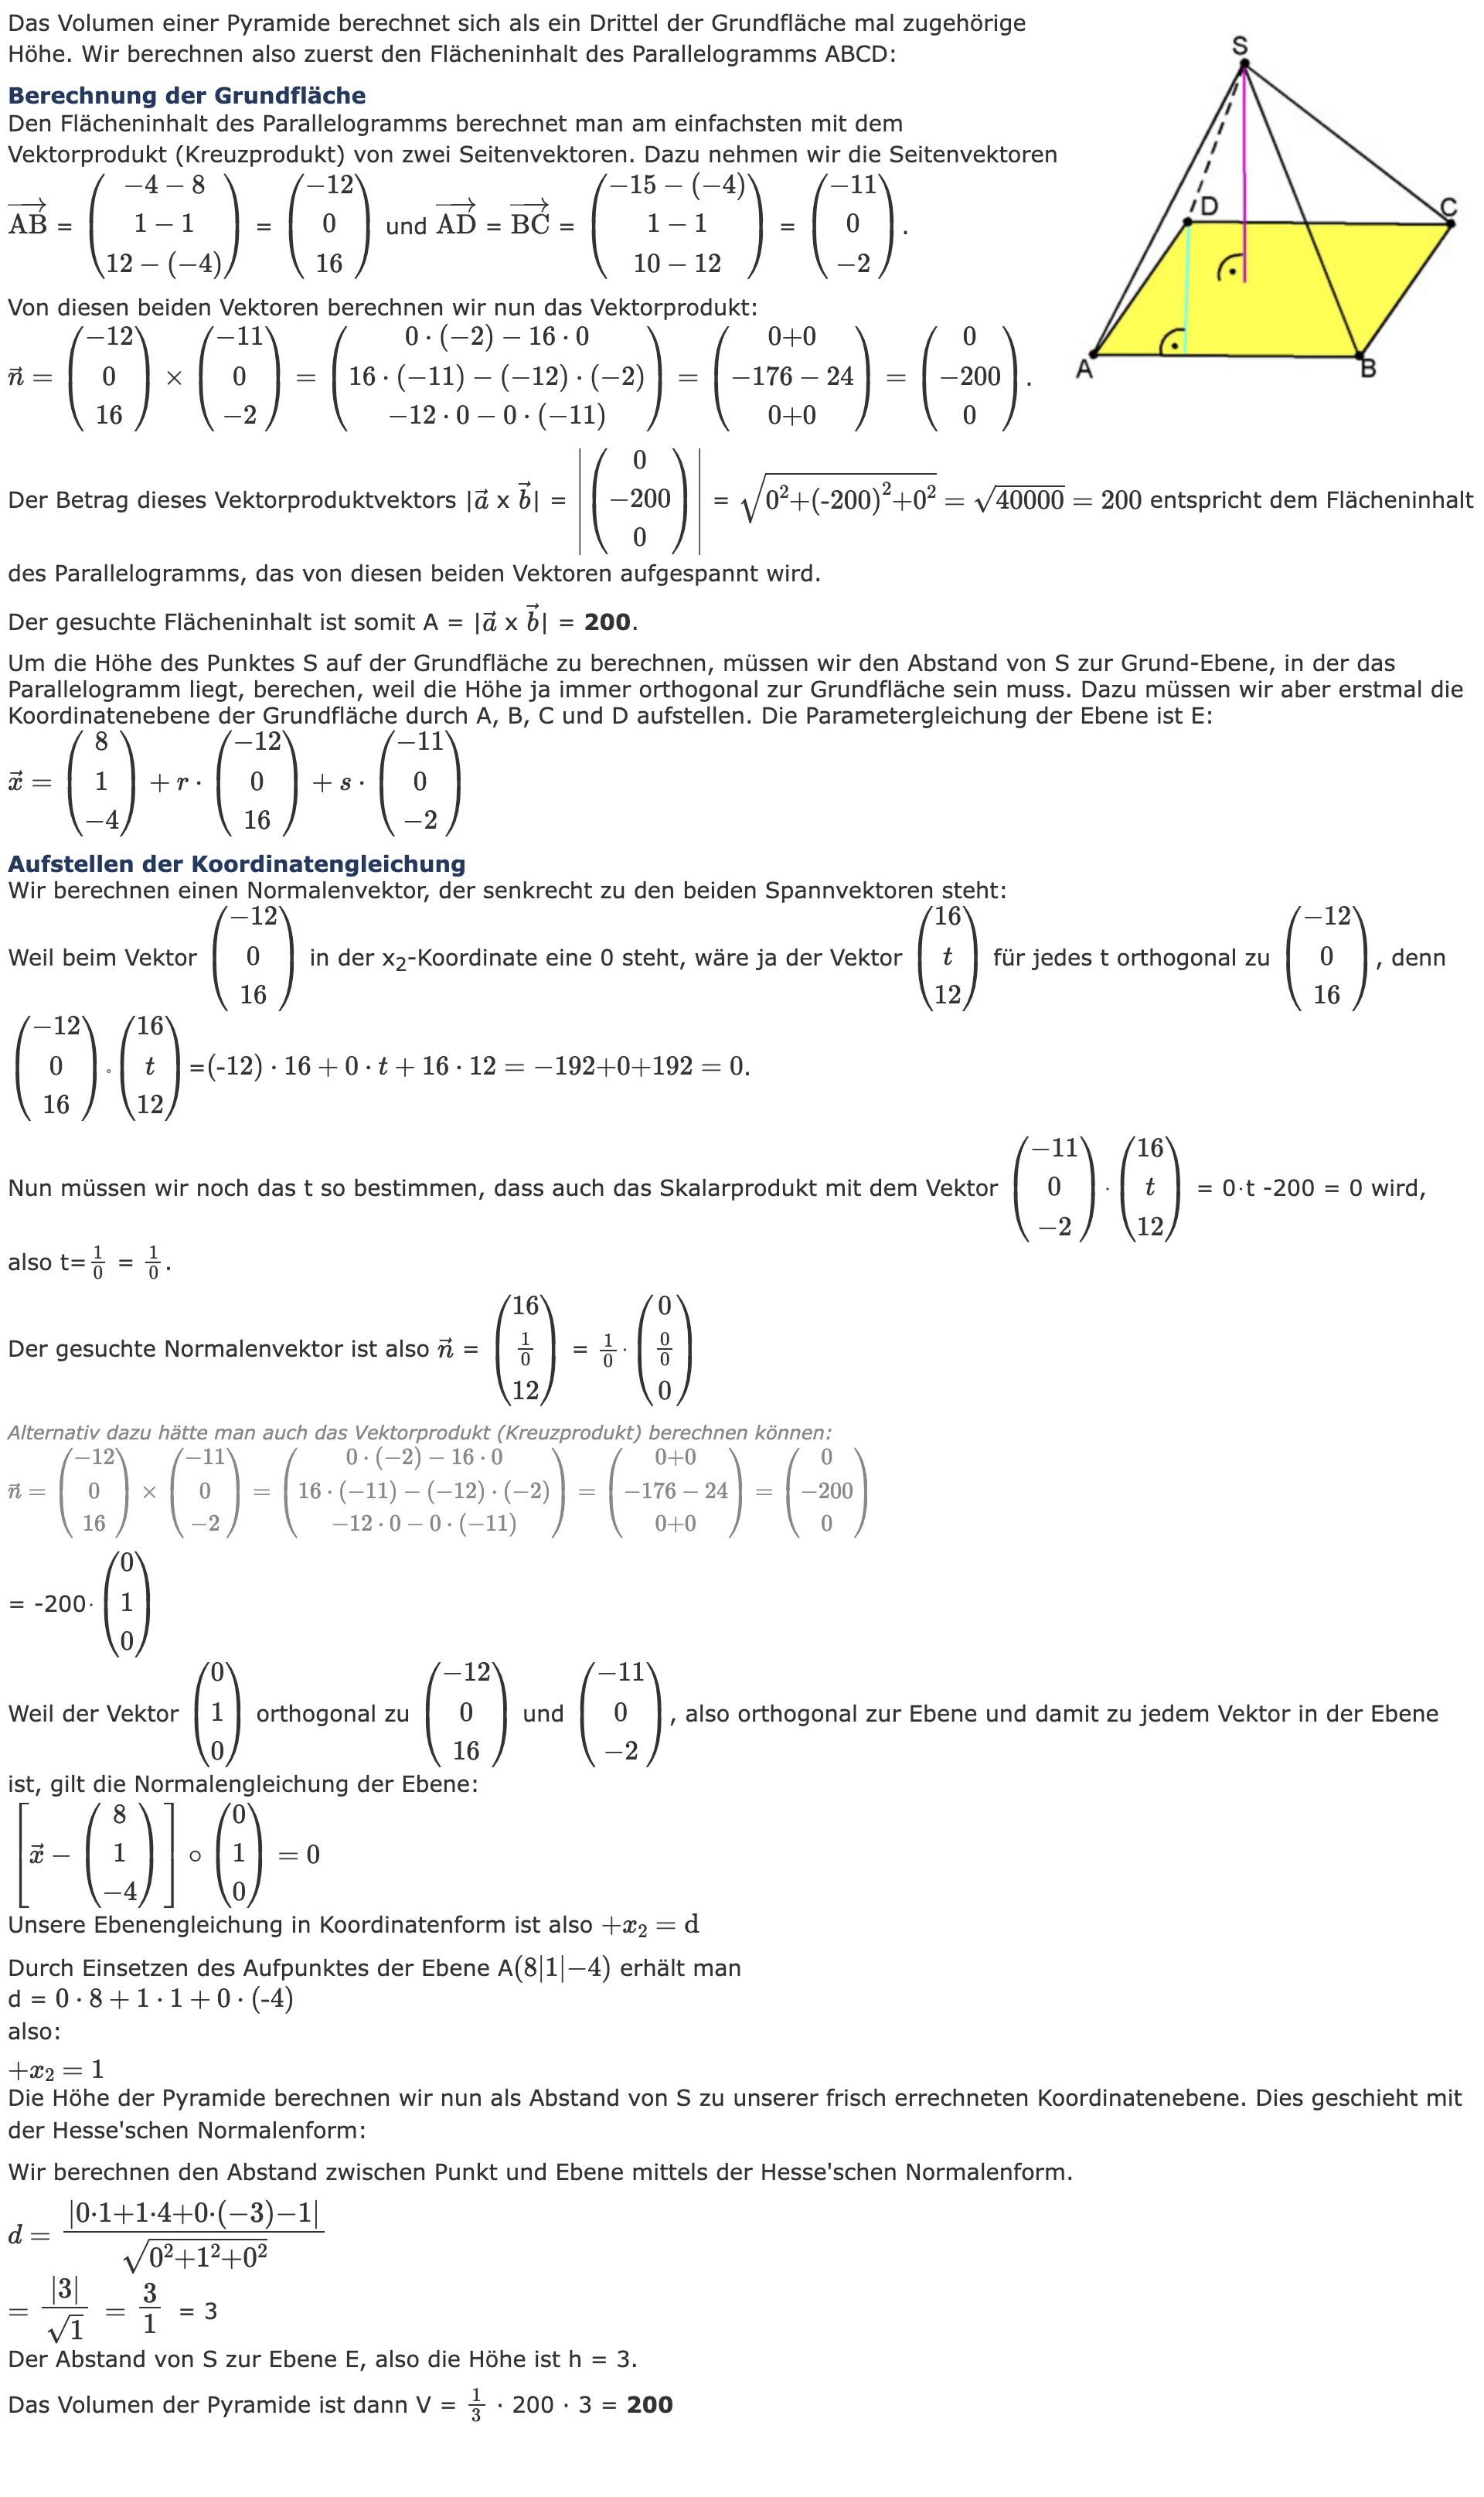 Das Volumen einer Pyramide berechnet sich als ein Drittel der Grundfläche mal zugehörige
Höhe. Wir berechnen also zuerst den Flächeninhalt des Parallelogramms ABCD:
S
D
C
A
B
Berechnung der Grundfläche
Den Flächeninhalt des Parallelogramms berechnet man am einfachsten mit dem
Vektorprodukt (Kreuzprodukt) von zwei Seitenvektoren. Dazu nehmen wir die Seitenvektoren
$\overrightarrow{AB} = \begin{pmatrix} -4-8 \\ 1-1 \\ 12-(-4) \end{pmatrix} = \begin{pmatrix} -12 \\ 0 \\ 16 \end{pmatrix}$ und $\overrightarrow{AD} = \overrightarrow{BC} = \begin{pmatrix} -15-(-4) \\ 1-1 \\ 10-12 \end{pmatrix} = \begin{pmatrix} -11 \\ 0 \\ -2 \end{pmatrix}$.
Von diesen beiden Vektoren berechnen wir nun das Vektorprodukt:
$\vec{n} = \begin{pmatrix} -12 \\ 0 \\ 16 \end{pmatrix} \times \begin{pmatrix} -11 \\ 0 \\ -2 \end{pmatrix} = \begin{pmatrix} 0 \cdot (-2) - 16 \cdot 0 \\ 16 \cdot (-11) - (-12) \cdot (-2) \\ -12 \cdot 0 - 0 \cdot (-11) \end{pmatrix} = \begin{pmatrix} 0+0 \\ -176-24 \\ 0+0 \end{pmatrix} = \begin{pmatrix} 0 \\ -200 \\ 0 \end{pmatrix}$.
Der Betrag dieses Vektorproduktvektors $|\vec{a}$ x $\vec{b}|$ = $\left| \begin{pmatrix} 0 \\ -200 \\ 0 \end{pmatrix} \right| = \sqrt{0^2+(\text{-}200)^2+0^2} = \sqrt{40000} = 200$ entspricht dem Flächeninhalt
des Parallelogramms, das von diesen beiden Vektoren aufgespannt wird.
Der gesuchte Flächeninhalt ist somit A = $|\vec{a}$ x $\vec{b}|$ = 200.
Um die Höhe des Punktes S auf der Grundfläche zu berechnen, müssen wir den Abstand von S zur Grund-Ebene, in der das
Parallelogramm liegt, berechen, weil die Höhe ja immer orthogonal zur Grundfläche sein muss. Dazu müssen wir aber erstmal die
Koordinatenebene der Grundfläche durch A, B, C und D aufstellen. Die Parametergleichung der Ebene ist E:
$\vec{x} = \begin{pmatrix} 8 \\ 1 \\ -4 \end{pmatrix} + r \cdot \begin{pmatrix} -12 \\ 0 \\ 16 \end{pmatrix} + s \cdot \begin{pmatrix} -11 \\ 0 \\ -2 \end{pmatrix}$
Aufstellen der Koordinatengleichung
Wir berechnen einen Normalenvektor, der senkrecht zu den beiden Spannvektoren steht:
Weil beim Vektor $\begin{pmatrix} -12 \\ 0 \\ 16 \end{pmatrix}$ in der x₂-Koordinate eine 0 steht, wäre ja der Vektor $\begin{pmatrix} 16 \\ t \\ 12 \end{pmatrix}$ für jedes t orthogonal zu $\begin{pmatrix} -12 \\ 0 \\ 16 \end{pmatrix}$, denn
$\begin{pmatrix} -12 \\ 0 \\ 16 \end{pmatrix} \circ \begin{pmatrix} 16 \\ t \\ 12 \end{pmatrix}$ =$(\text{-}12) \cdot 16 + 0 \cdot t + 16 \cdot 12 = -192+0+192 = 0$.
Nun müssen wir noch das t so bestimmen, dass auch das Skalarprodukt mit dem Vektor $\begin{pmatrix} -11 \\ 0 \\ -2 \end{pmatrix} \cdot \begin{pmatrix} 16 \\ t \\ 12 \end{pmatrix}$ = 0·t -200 = 0 wird,
also t=$\frac{1}{0}$ = $\frac{1}{0}$.
Der gesuchte Normalenvektor ist also $\vec{n} = \begin{pmatrix} 16 \\ \frac{1}{0} \\ 12 \end{pmatrix} = \frac{1}{0} \cdot \begin{pmatrix} 0 \\ \frac{0}{0} \\ 0 \end{pmatrix}$
Alternativ dazu hätte man auch das Vektorprodukt (Kreuzprodukt) berechnen können:
$\vec{n} = \begin{pmatrix} -12 \\ 0 \\ 16 \end{pmatrix} \times \begin{pmatrix} -11 \\ 0 \\ -2 \end{pmatrix} = \begin{pmatrix} 0 \cdot (-2) - 16 \cdot 0 \\ 16 \cdot (-11) - (-12) \cdot (-2) \\ -12 \cdot 0 - 0 \cdot (-11) \end{pmatrix} = \begin{pmatrix} 0+0 \\ -176-24 \\ 0+0 \end{pmatrix} = \begin{pmatrix} 0 \\ -200 \\ 0 \end{pmatrix}$
= -200· $\begin{pmatrix} 0 \\ 1 \\ 0 \end{pmatrix}$
Weil der Vektor $\begin{pmatrix} 0 \\ 1 \\ 0 \end{pmatrix}$ orthogonal zu $\begin{pmatrix} -12 \\ 0 \\ 16 \end{pmatrix}$ und $\begin{pmatrix} -11 \\ 0 \\ -2 \end{pmatrix}$, also orthogonal zur Ebene und damit zu jedem Vektor in der Ebene
ist, gilt die Normalengleichung der Ebene:
$\left[ \vec{x} - \begin{pmatrix} 8 \\ 1 \\ -4 \end{pmatrix} \right] \circ \begin{pmatrix} 0 \\ 1 \\ 0 \end{pmatrix} = 0$
Unsere Ebenengleichung in Koordinatenform ist also $+x_2 = \mathrm{d}$
Durch Einsetzen des Aufpunktes der Ebene A$(8|1|-4)$ erhält man
d = $0 \cdot 8 + 1 \cdot 1 + 0 \cdot (\text{-}4)$
also:
$+x_2 = 1$
Die Höhe der Pyramide berechnen wir nun als Abstand von S zu unserer frisch errechneten Koordinatenebene. Dies geschieht mit
der Hesse'schen Normalenform:
Wir berechnen den Abstand zwischen Punkt und Ebene mittels der Hesse'schen Normalenform.
$d = \frac{|0 \cdot 1+1 \cdot 4+0 \cdot (-3)-1|}{\sqrt{0^2+1^2+0^2}}$
$= \frac{|3|}{\sqrt{1}} = \frac{3}{1}$ = 3
Der Abstand von S zur Ebene E, also die Höhe ist h = 3.
Das Volumen der Pyramide ist dann V = $\frac{1}{3}$ · 200 · 3 = 200